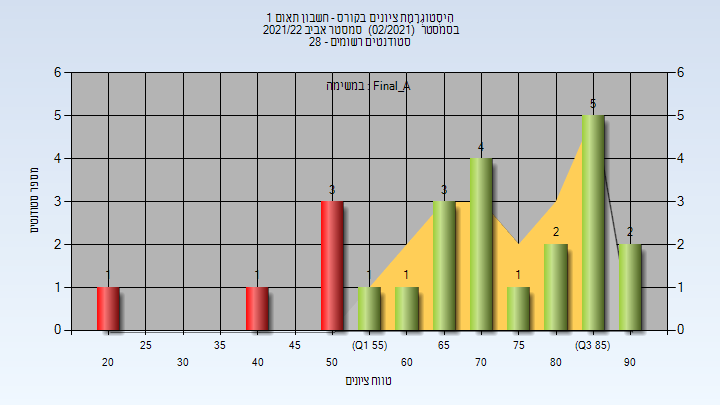 היסטוגרמת ציונים בקורס - חשבון תאום 1
בסמסטר (02/2021) סמסטר אביב 2021/22
סטודנטים רשומים - 28
במשימה : Final_A
מספר סטודנטים
6 6
5 5
4 4
3 3
2 2
1 1
0 0
1 1 3 1 1 3 4 1 2 5 2
20 25 30 35 40 45 50 (Q1 55) 60 65 70 75 80 (Q3 85) 90
טווח ציונים